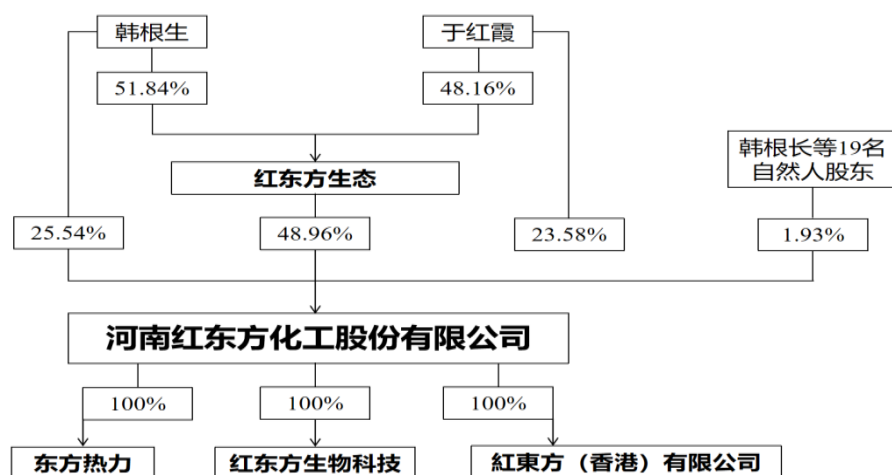 韩根生
于红霞
51.84%
48.16%
韩根长等19名
自然人股东
红东方生态
25.54%
48.96%
23.58%
1.93%
河南红东方化工股份有限公司
100%
100%
100%
东方热力
红东方生物科技
紅東方（香港）有限公司